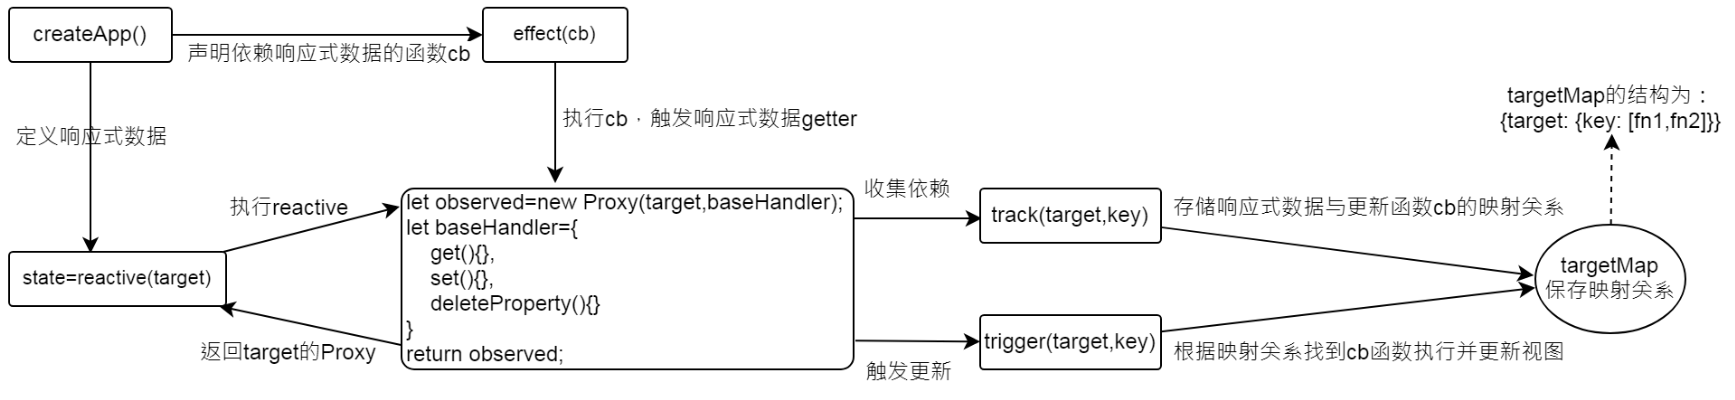 createApp()
声明依赖响应式数据的函数cb
effect(cb)
定义响应式数据
执行cb，触发响应式数据getter
targetMap的结构为：
{target: {key: [fn1,fn2]}}
执行reactive
state=reactive(target)
返回target的Proxy
let observed=new Proxy(target,baseHandler);
let baseHandler={
get(){},
set(){},
deleteProperty(){}
}
return observed;
收集依赖
track(target,key)
存储响应式数据与更新函数cb的映射关系
targetMap
保存映射关系
触发更新
trigger(target,key)
根据映射关系找到cb函数执行并更新视图